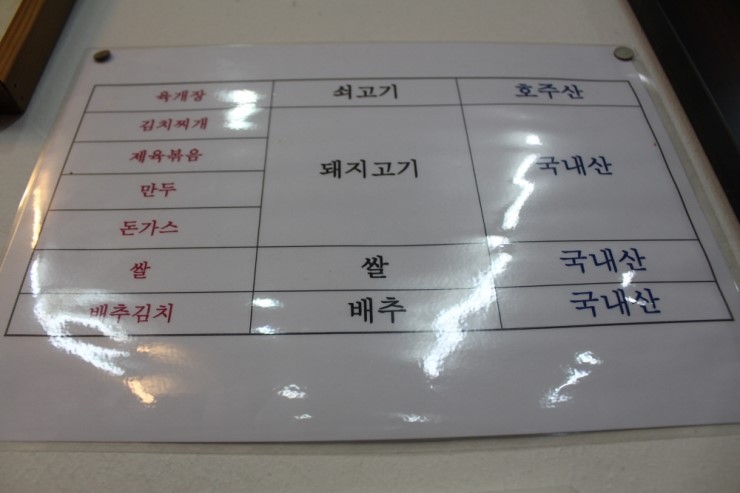 육개장 쇠고기 호주산
김치찌개
제육볶음 돼지고기 국내산
만두
돈가스
쌀 쌀 국내산
배추김치 배추 국내산